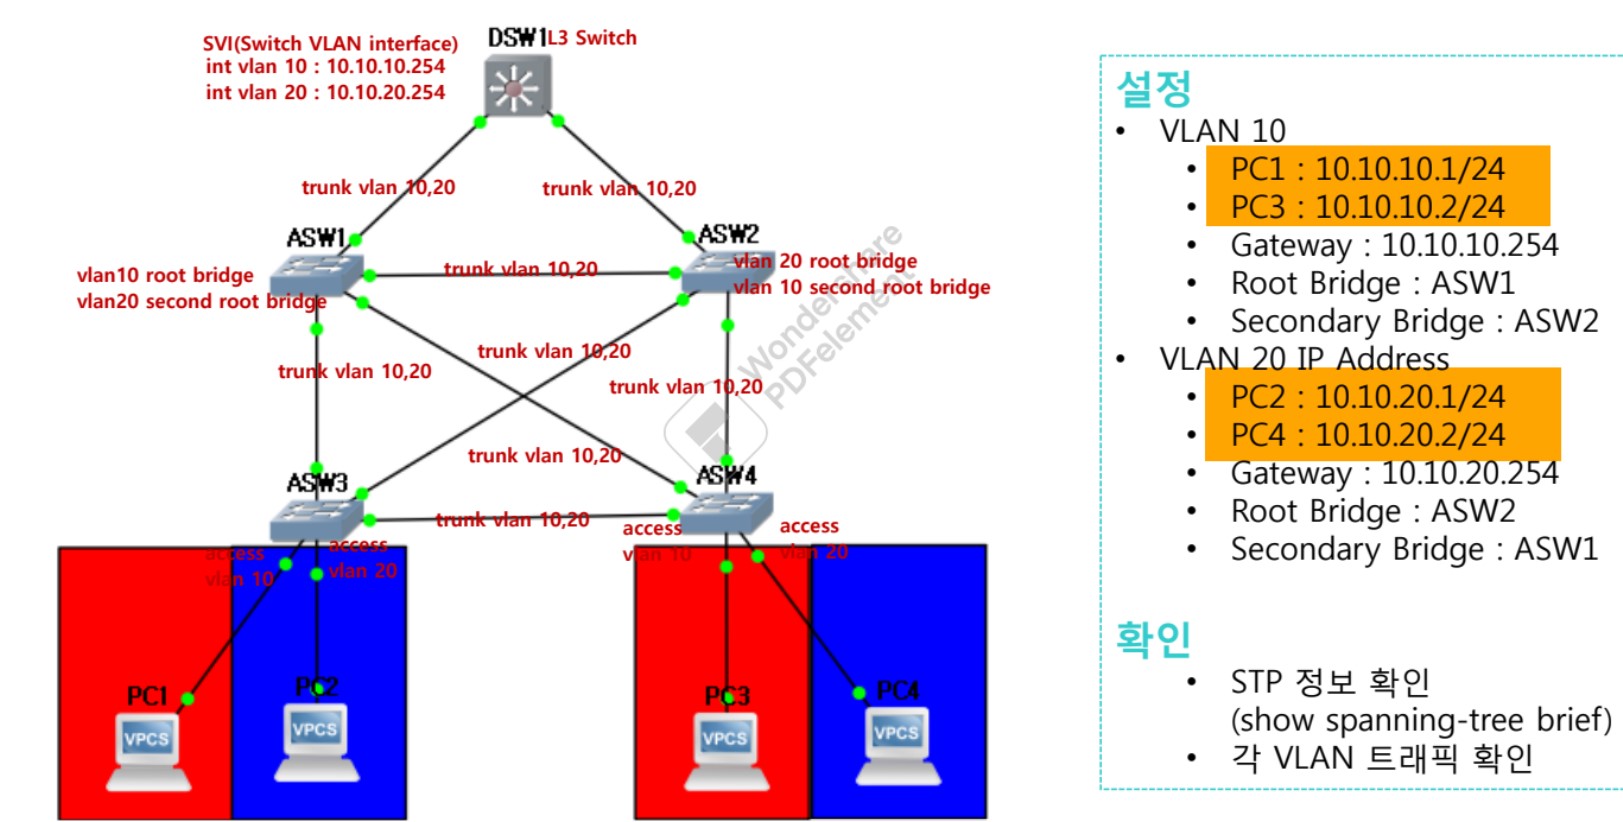 SVI(Switch VLAN interface)
int vlan 10 : 10.10.10.254
int vlan 20 : 10.10.20.254
DSW1
L3 Switch
trunk vlan 10,20
trunk vlan 10,20
ASW1
ASW2
vlan10 root bridge
vlan20 second root bridge
trunk vlan 10,20
vlan 20 root bridge
vlan 10 second root bridge
trunk vlan 10,20
trunk vlan 10,20
trunk vlan 10,20
trunk vlan 10,20
ASW3
ASW4
trunk vlan 10,20
access
vlan 10
access
vlan 20
access
vlan 10
access
vlan 20
PC1
PC2
PC3
PC4
VPCS
VPCS
VPCS
VPCS
Wondershare
PDFelement
설정
• VLAN 10
• PC1 : 10.10.10.1/24
• PC3 : 10.10.10.2/24
• Gateway : 10.10.10.254
• Root Bridge : ASW1
• Secondary Bridge : ASW2
• VLAN 20 IP Address
• PC2 : 10.10.20.1/24
• PC4 : 10.10.20.2/24
• Gateway : 10.10.20.254
• Root Bridge : ASW2
• Secondary Bridge : ASW1
확인
• STP 정보 확인
(show spanning-tree brief)
• 각 VLAN 트래픽 확인